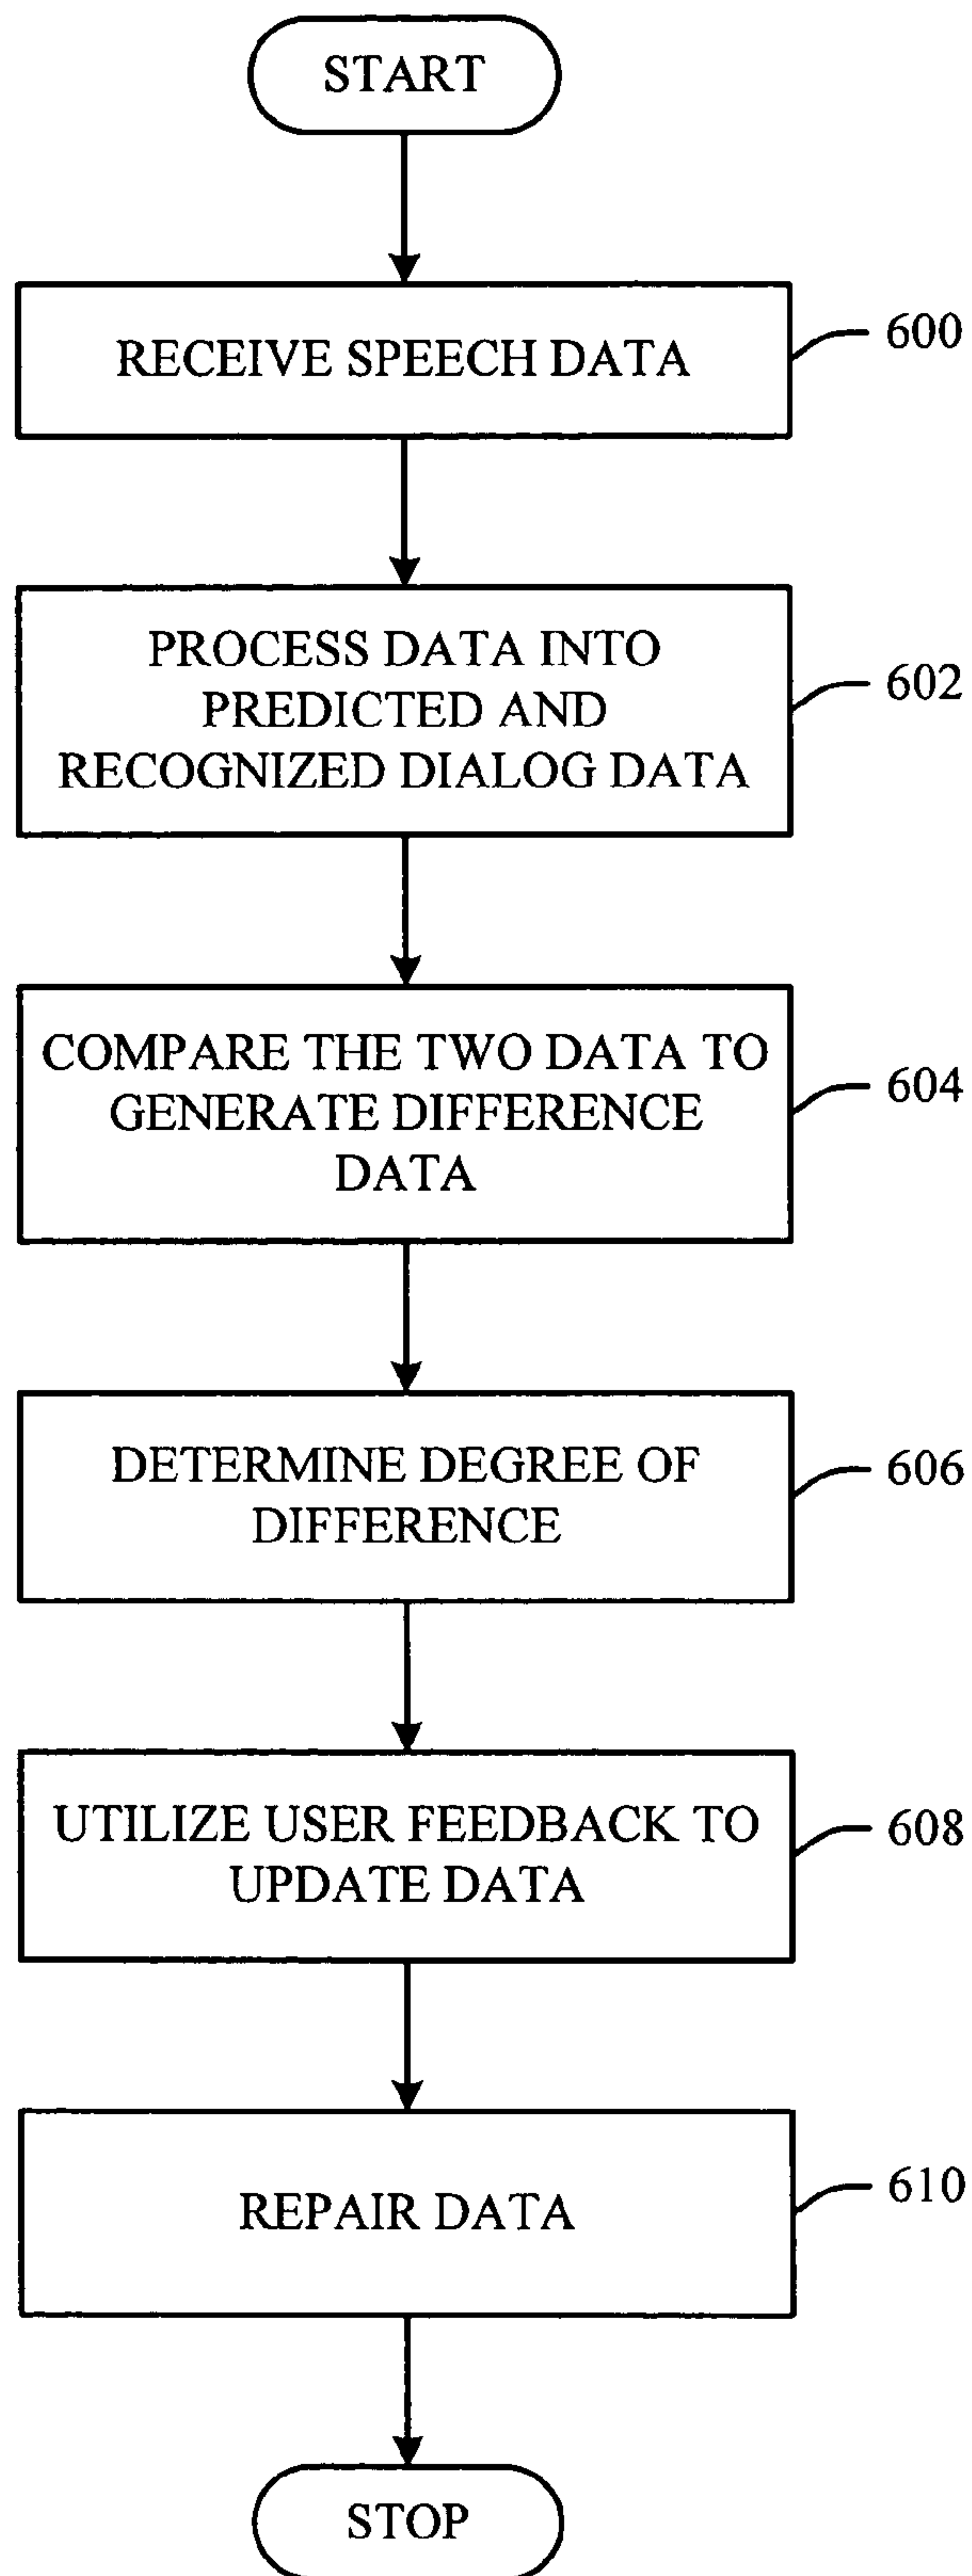 START
RECEIVE SPEECH DATA
600
PROCESS DATA INTO
PREDICTED AND
RECOGNIZED DIALOG DATA
602
COMPARE THE TWO DATA TO
GENERATE DIFFERENCE
DATA
604
DETERMINE DEGREE OF
DIFFERENCE
606
UTILIZE USER FEEDBACK TO
UPDATE DATA
608
REPAIR DATA
610
STOP